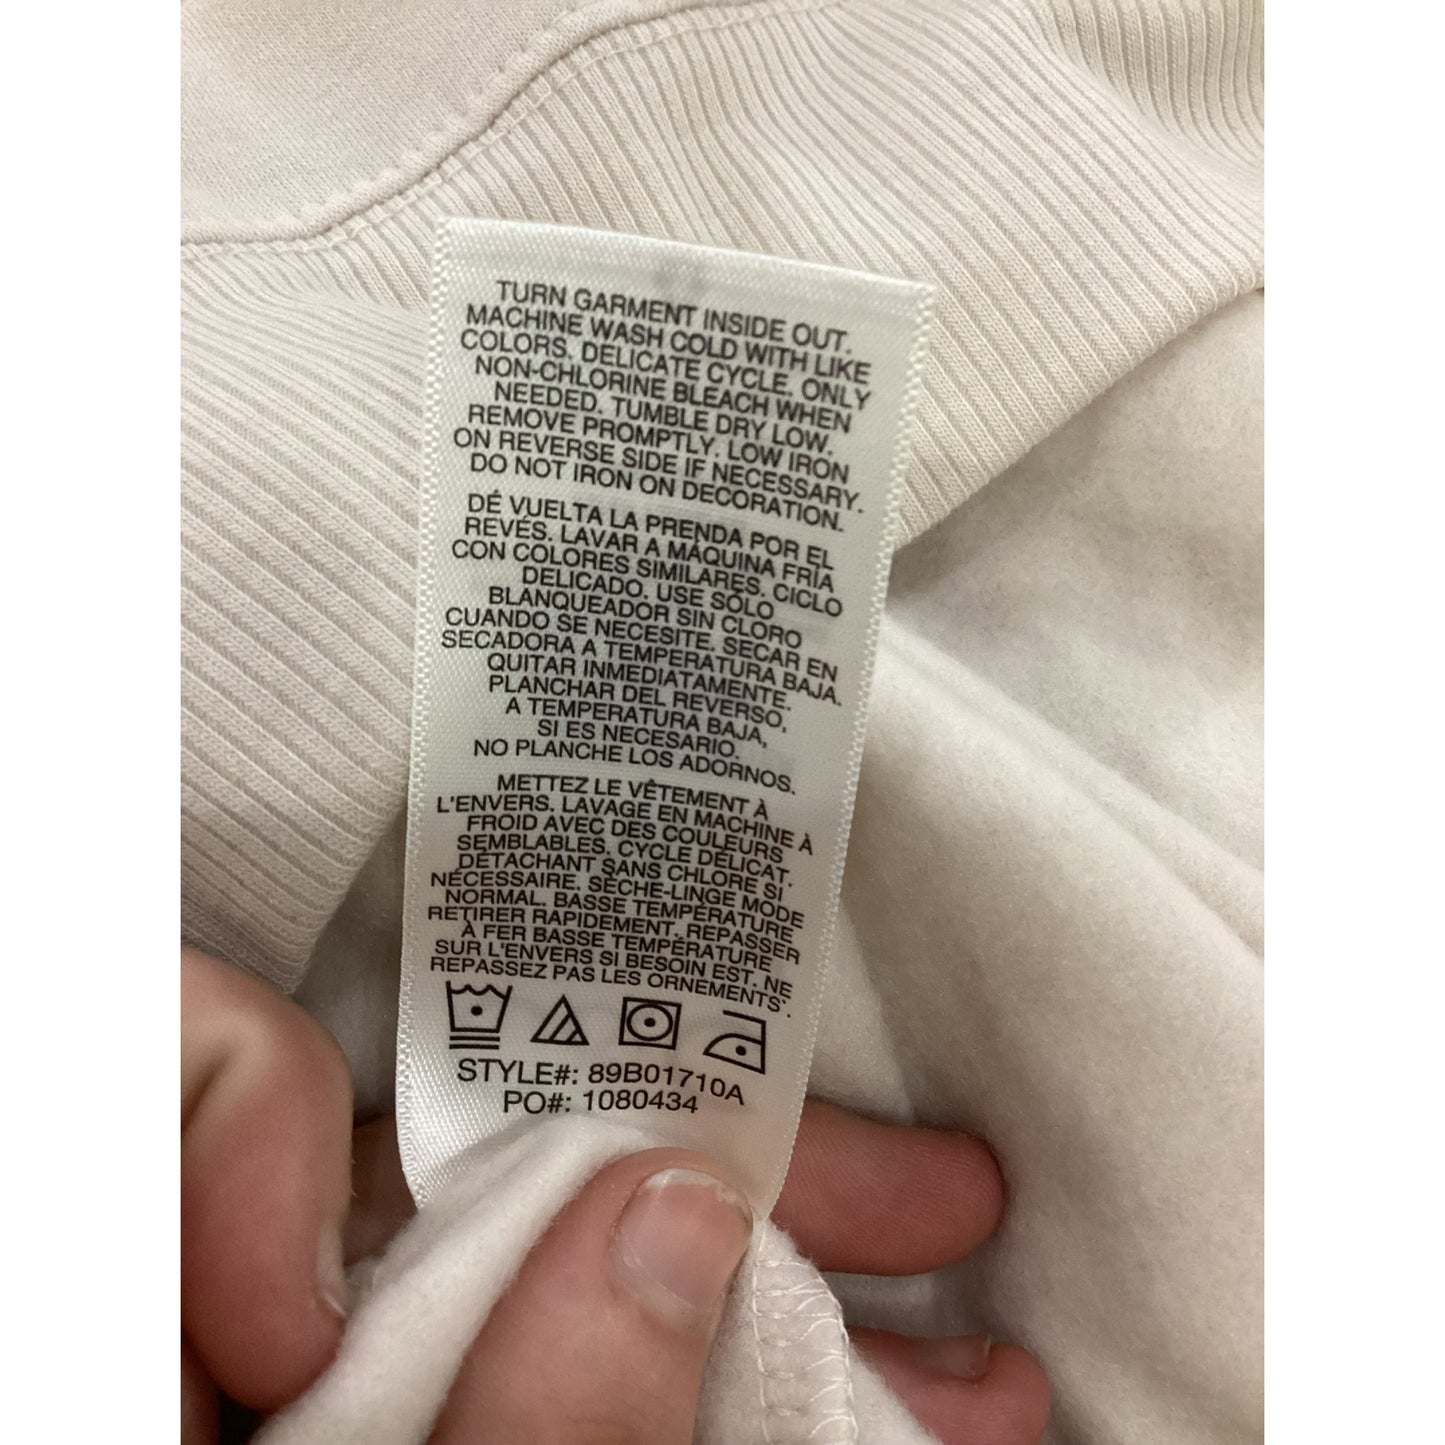 TURN GARMENT INSIDE OUT.
MACHINE WASH COLD WITH LIKE
COLORS. DELICATE CYCLE. ONLY
NON-CHLORINE BLEACH WHEN
NEEDED. TUMBLE DRY LOW,
REMOVE PROMPTLY. LOW IRON
ON REVERSE SIDE IF NECESSARY.
DO NOT IRON ON DECORATION.
DÉ VUELTA LA PRENDA POR EL
REVÉS. LAVAR A MÁQUINA FRÍA
CON COLORES SIMILARES. CICLO
DELICADO. USE SÓLO
BLANQUEADOR SIN CLORO
CUANDO SE NECESITE. SECAR EN
SECADORA A TEMPERATURA BAJA.
QUITAR INMEDIATAMENTE.
PLANCHAR DEL REVERSO,
A TEMPERATURA BAJA,
SI ES NECESARIO.
NO PLANCHE LOS ADORNOS.
METTEZ LE VÊTEMENT À
L'ENVERS. LAVAGE EN MACHINE À
FROID AVEC DES COULEURS
SEMBLABLES. CYCLE DÉLICAT.
DÉTACHANT SANS CHLORE SI
NÉCESSAIRE. SÈCHE-LINGE MODE
NORMAL. BASSE TEMPÉRATURE
RETIRER RAPIDEMENT. REPASSER
À FER BASSE TEMPÉRATURE
SUR L'ENVERS SI BESOIN EST. NE
REPASSEZ PAS LES ORNEMENTS.
STYLE#: 89B01710A
PO#: 1080434